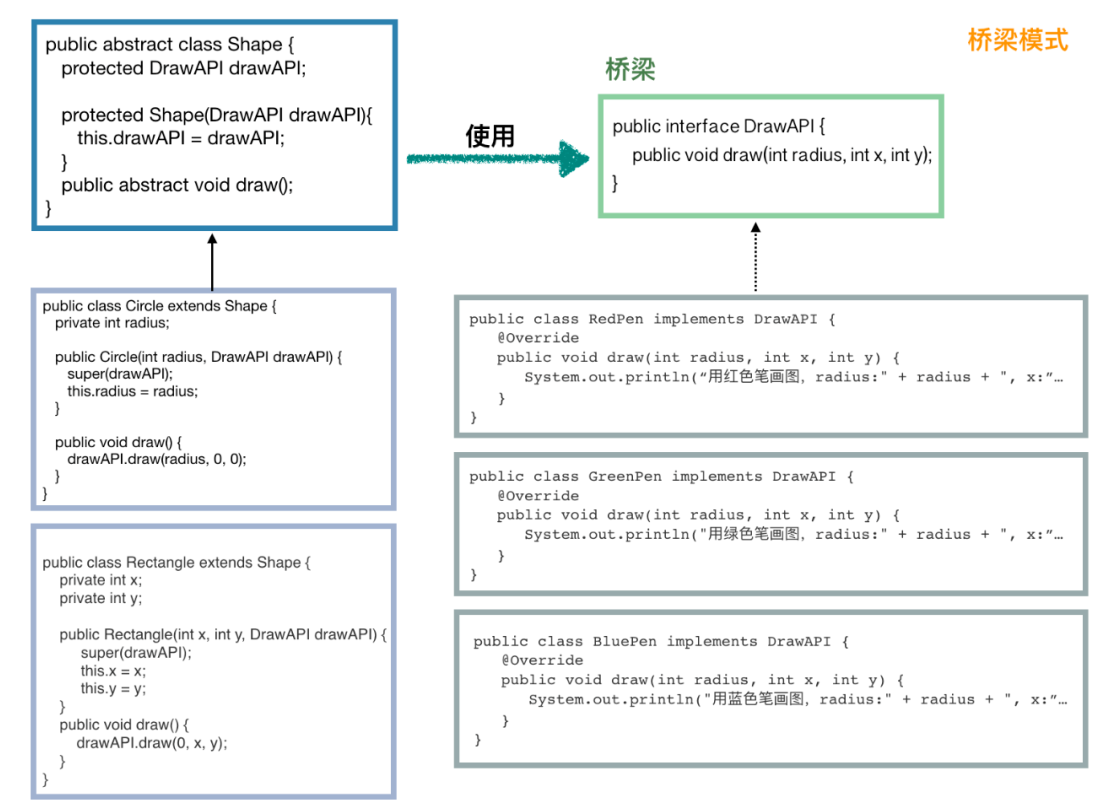 桥梁模式
public abstract class Shape {
protected DrawAPI drawAPI;
protected Shape(DrawAPI drawAPI){
this.drawAPI = drawAPI;
}
public abstract void draw();
}
使用
桥梁
public interface DrawAPI {
public void draw(int radius, int x, int y);
}
public class Circle extends Shape {
private int radius;
public Circle(int radius, DrawAPI drawAPI) {
super(drawAPI);
this.radius = radius;
}
public void draw() {
drawAPI.draw(radius, 0, 0);
}
}
public class Rectangle extends Shape {
private int x;
private int y;
public Rectangle(int x, int y, DrawAPI drawAPI) {
super(drawAPI);
this.x = x;
this.y = y;
}
public void draw() {
drawAPI.draw(0, x, y);
}
}
public class RedPen implements DrawAPI {
@Override
public void draw(int radius, int x, int y) {
System.out.println(“用红色笔画图，radius:" + radius + ", x:”…
}
}
public class GreenPen implements DrawAPI {
@Override
public void draw(int radius, int x, int y) {
System.out.println("用绿色笔画图，radius:" + radius + ", x:”…
}
}
public class BluePen implements DrawAPI {
@Override
public void draw(int radius, int x, int y) {
System.out.println("用蓝色笔画图，radius:" + radius + ", x:”…
}
}